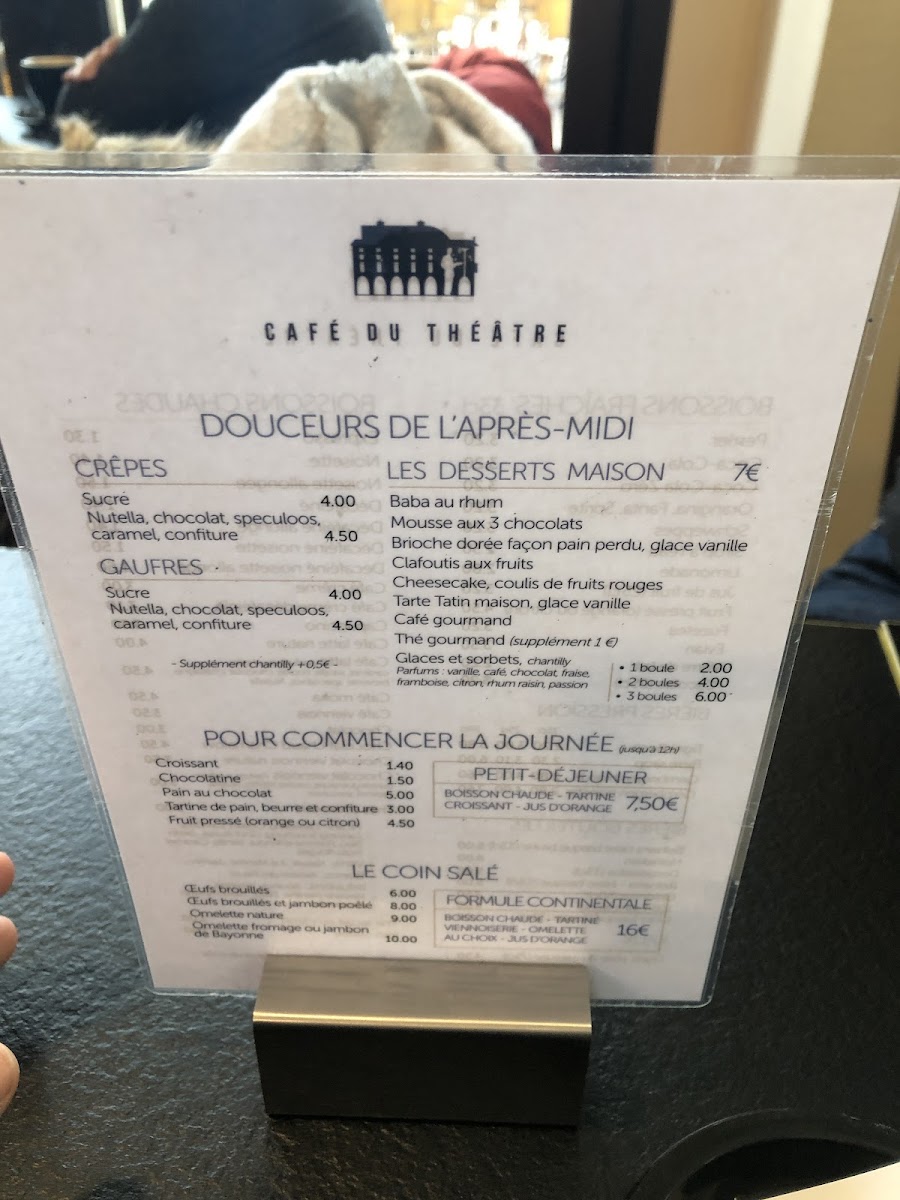 CAFÉ DU THÉÂTRE
DOUCEURS DE L'APRÈS-MIDI
CRÊPES
Sucré 4.00
Nutella, chocolat, speculoos,
caramel, confiture 4.50
GAUFRES
Sucre 4.00
Nutella, chocolat, speculoos,
caramel, confiture 4.50
- Supplément chantilly +0,5€ -
LES DESSERTS MAISON 7€
Baba au rhum
Mousse aux 3 chocolats
Brioche dorée façon pain perdu, glace vanille
Clafoutis aux fruits
Cheesecake, coulis de fruits rouges
Tarte Tatin maison, glace vanille
Café gourmand
Thé gourmand (supplément 1 €)
Glaces et sorbets, chantilly
Parfums : vanille, café, chocolat, fraise,
framboise, citron, rhum raisin, passion
• 1 boule 2.00
• 2 boules 4.00
• 3 boules 6.00
POUR COMMENCER LA JOURNÉE (jusqu'à 12h)
Croissant 1.40
Chocolatine 1.50
Pain au chocolat 5.00
Tartine de pain, beurre et confiture 3.00
Fruit pressé (orange ou citron) 4.50
PETIT-DÉJEUNER
BOISSON CHAUDE - TARTINE
CROISSANT - JUS D'ORANGE 7,50€
LE COIN SALÉ
Œufs brouillés 6.00
Œufs brouillés et jambon poêlé 8.00
Omelette nature 9.00
Omelette fromage ou jambon
de Bayonne 10.00
FORMULE CONTINENTALE
BOISSON CHAUDE - TARTINE
VIENNOISERIE - OMELETTE
AU CHOIX - JUS D'ORANGE 16€